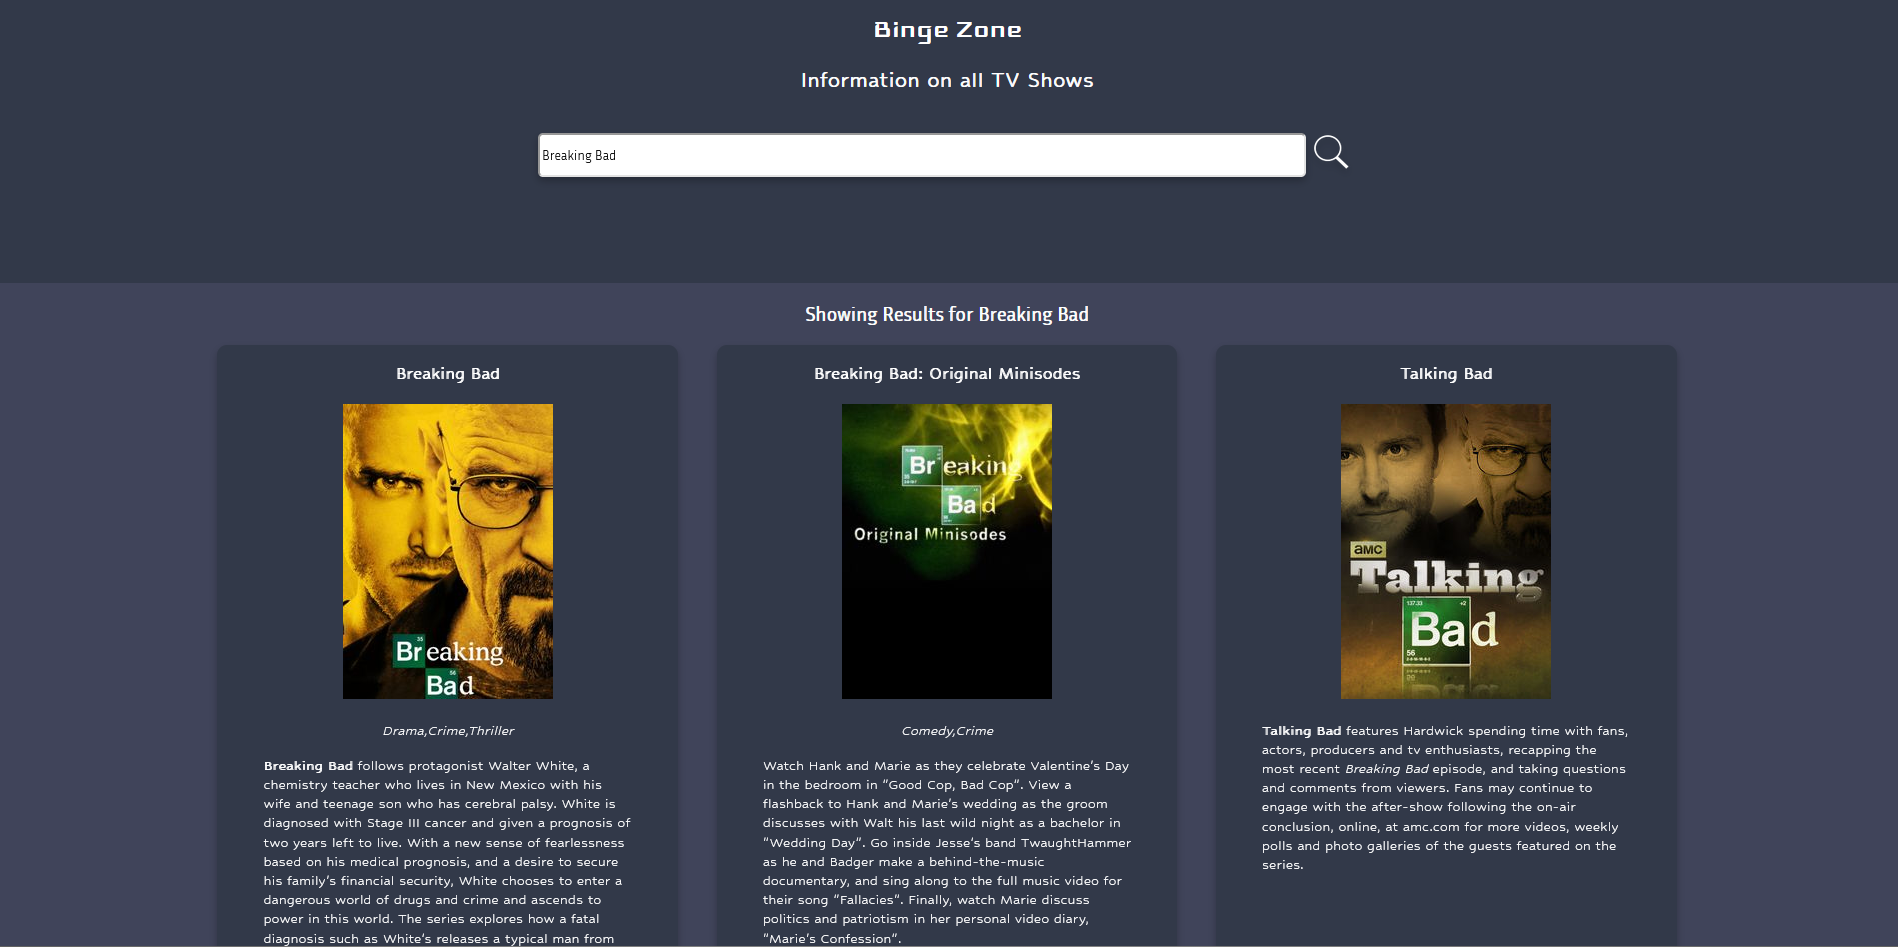 Binge Zone
Information on all TV Shows
Breaking Bad
Showing Results for Breaking Bad
Breaking Bad
Breaking
Bad
Drama,Crime,Thriller
Breaking Bad follows protagonist Walter White, a
chemistry teacher who lives in New Mexico with his
wife and teenage son who has cerebral palsy. White is
diagnosed with Stage III cancer and given a prognosis of
two years left to live. With a new sense of fearlessness
based on his medical prognosis, and a desire to secure
his family's financial security, White chooses to enter a
dangerous world of drugs and crime and ascends to
power in this world. The series explores how a fatal
diagnosis such as White's releases a typical man from
Breaking Bad: Original Minisodes
Breaking
Bad
Original Minisodes
Comedy,Crime
Watch Hank and Marie as they celebrate Valentine's Day
in the bedroom in "Good Cop, Bad Cop". View a
flashback to Hank and Marie's wedding as the groom
discusses with Walt his last wild night as a bachelor in
"Wedding Day". Go inside Jesse's band TwaughtHammer
as he and Badger make a behind-the-music
documentary, and sing along to the full music video for
their song "Fallacies". Finally, watch Marie discuss
politics and patriotism in her personal video diary,
"Marie's Confession".
Talking Bad
amc
Talking
137.33 +2
Bad
56
Talking Bad features Hardwick spending time with fans,
actors, producers and tv enthusiasts, recapping the
most recent Breaking Bad episode, and taking questions
and comments from viewers. Fans may continue to
engage with the after-show following the on-air
conclusion, online, at amc.com for more videos, weekly
polls and photo galleries of the guests featured on the
series.